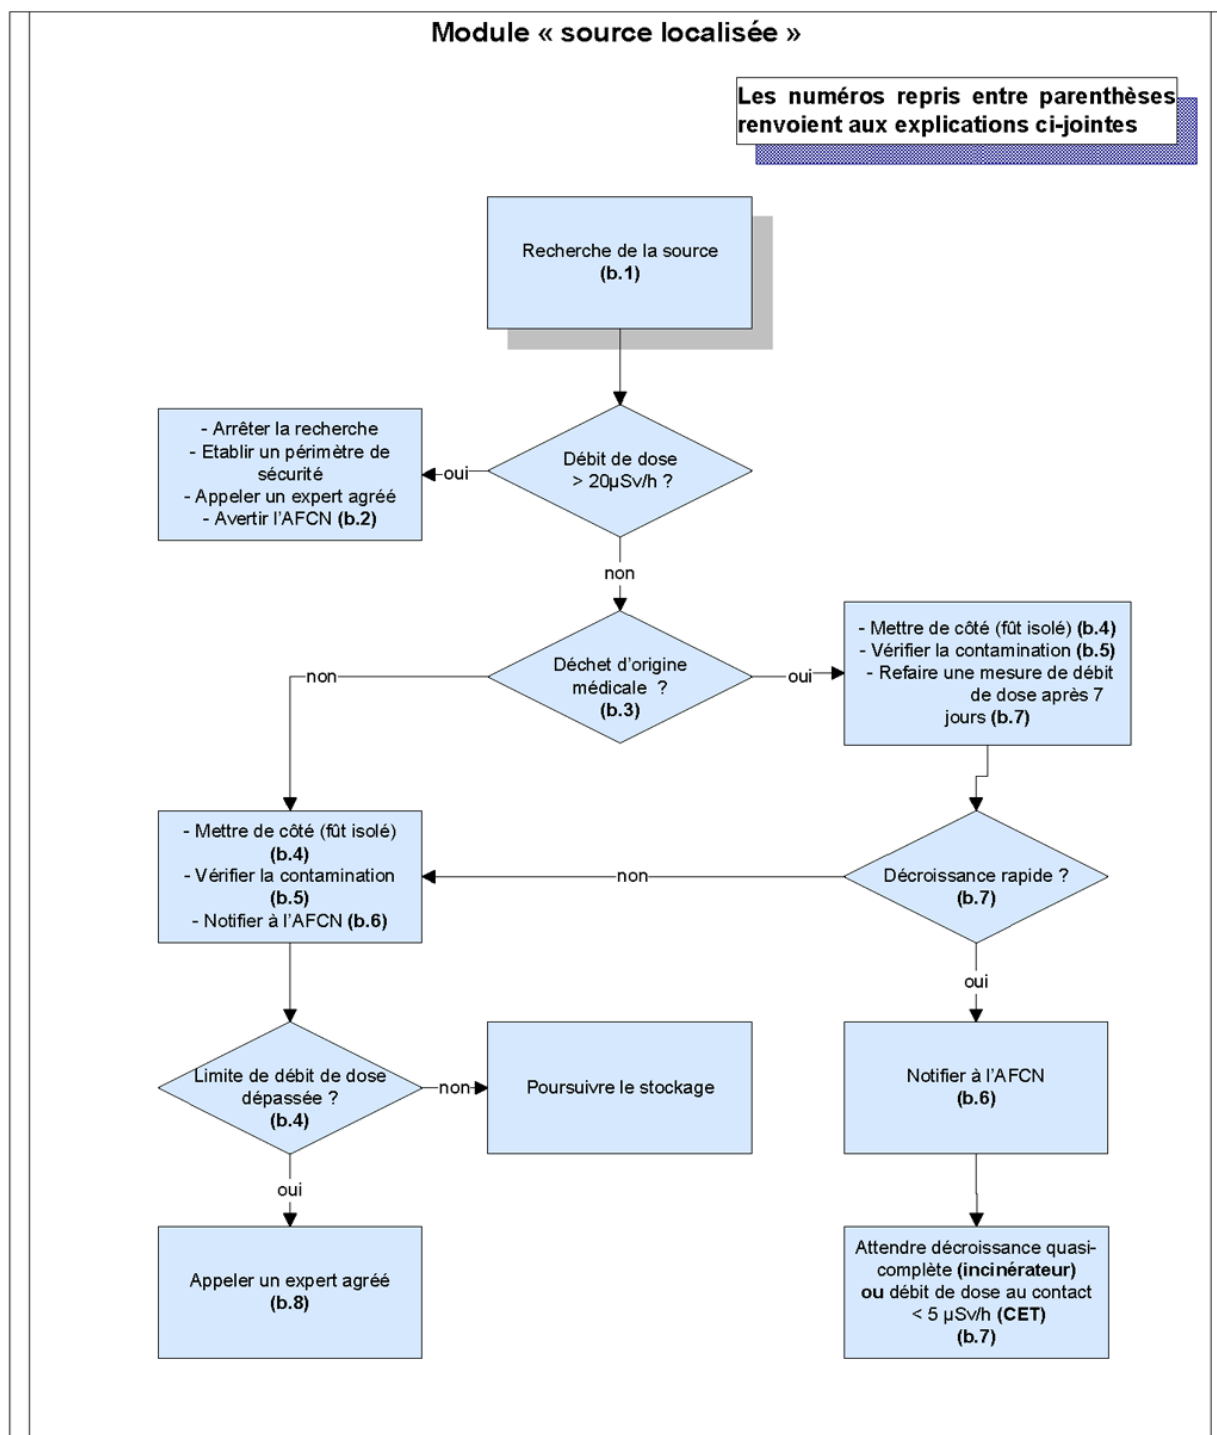 Module « source localisée »
Les numéros repris entre parenthèses
renvoient aux explications ci-jointes
Recherche de la source
(b.1)
- Arrêter la recherche
- Etablir un périmètre de
sécurité
- Appeler un expert agréé
- Avertir l'AFCN (b.2)
oui
Débit de dose
> 20µSv/h ?
non
Déchet d'origine
médicale ?
(b.3)
non
oui
- Mettre de côté (fût isolé) (b.4)
- Vérifier la contamination (b.5)
- Refaire une mesure de débit
de dose après 7
jours (b.7)
- Mettre de côté (fût isolé)
(b.4)
- Vérifier la contamination
(b.5)
- Notifier à l'AFCN (b.6)
non
Décroissance rapide ?
(b.7)
oui
Limite de débit de dose
dépassée ?
(b.4)
non
Poursuivre le stockage
Notifier à l'AFCN
(b.6)
oui
Appeler un expert agréé
(b.8)
Attendre décroissance quasi-
complète (incinérateur)
ou débit de dose au contact
< 5 µSv/h (CET)
(b.7)